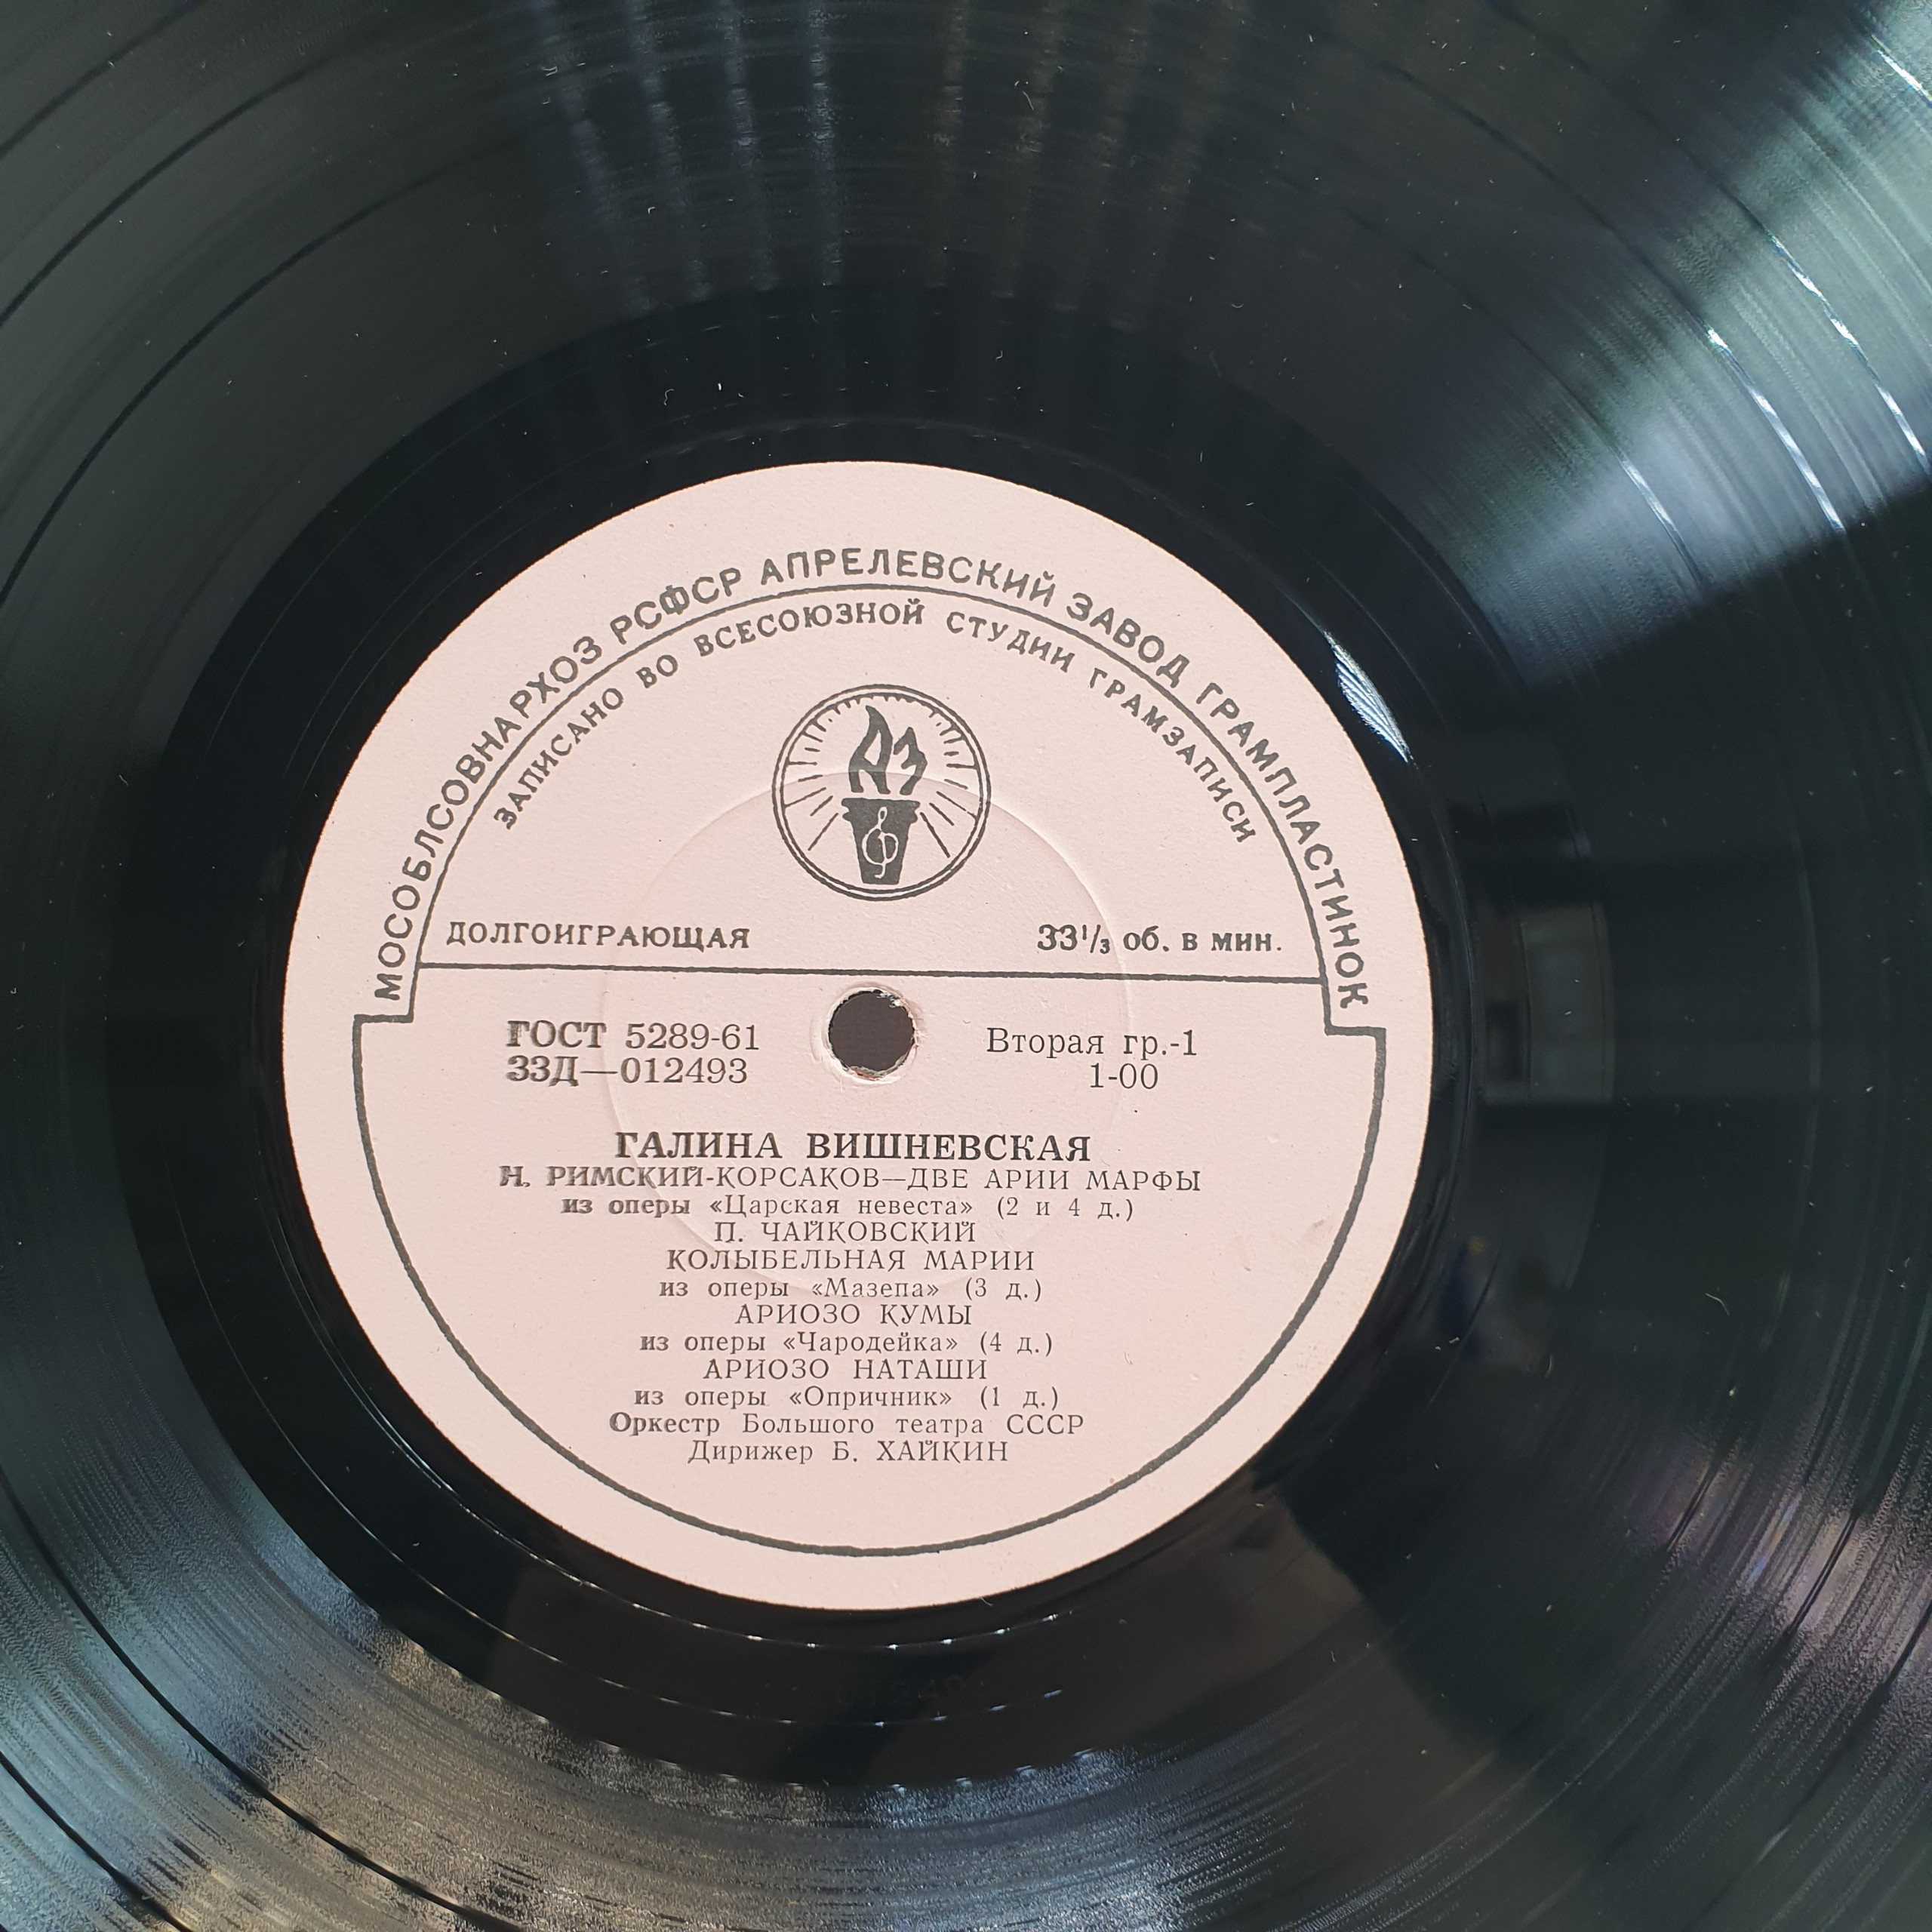 МОСОБЛСОВНАРХОЗ РСФСР АПРЕЛЕВСКИЙ ЗАВОД ГРАМПЛАСТИНОК
ЗАПИСАНО ВО ВСЕСОЮЗНОЙ СТУДИИ ГРАМЗАПИСИ
АЗ
ДОЛГОИГРАЮЩАЯ 33⅓ об. в мин.
ГОСТ 5289-61 Вторая гр.-1
33Д—012493 1-00
ГАЛИНА ВИШНЕВСКАЯ
Н. РИМСКИЙ-КОРСАКОВ—ДВЕ АРИИ МАРФЫ
из оперы «Царская невеста» (2 и 4 д.)
П. ЧАЙКОВСКИЙ
КОЛЫБЕЛЬНАЯ МАРИИ
из оперы «Мазепа» (3 д.)
АРИОЗО КУМЫ
из оперы «Чародейка» (4 д.)
АРИОЗО НАТАШИ
из оперы «Опричник» (1 д.)
Оркестр Большого театра СССР
Дирижер Б. ХАЙКИН